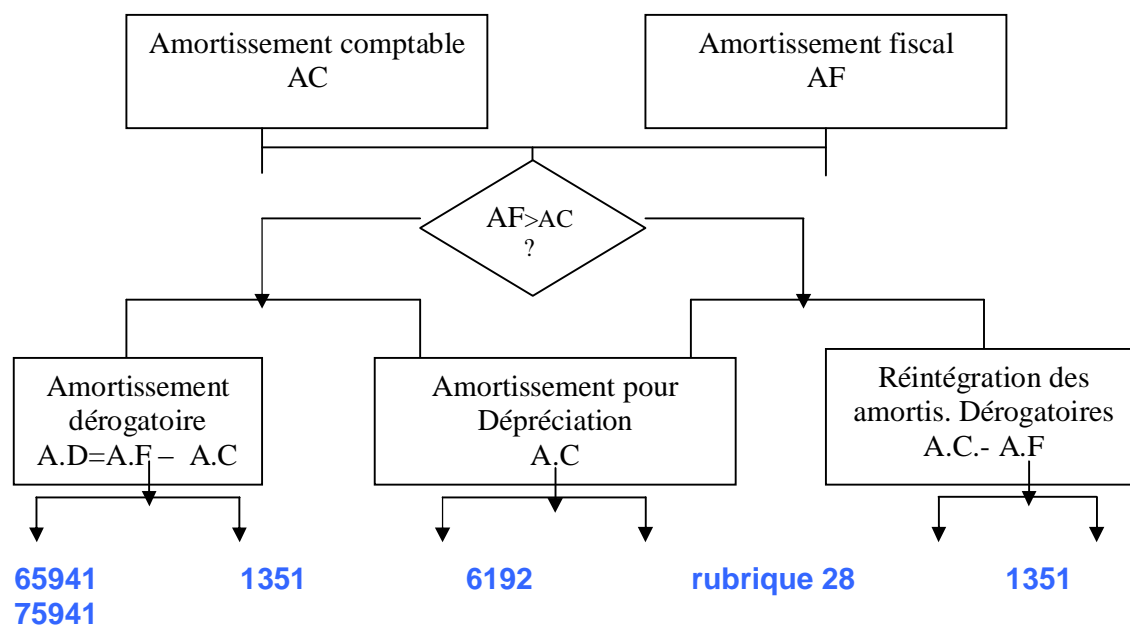 Amortissement comptable
AC
Amortissement fiscal
AF
AF>AC
?
Amortissement
dérogatoire
A.D=A.F – A.C
Amortissement pour
Dépréciation
A.C
Réintégration des
amortis. Dérogatoires
A.C.- A.F
65941 1351 6192 rubrique 28 1351
75941